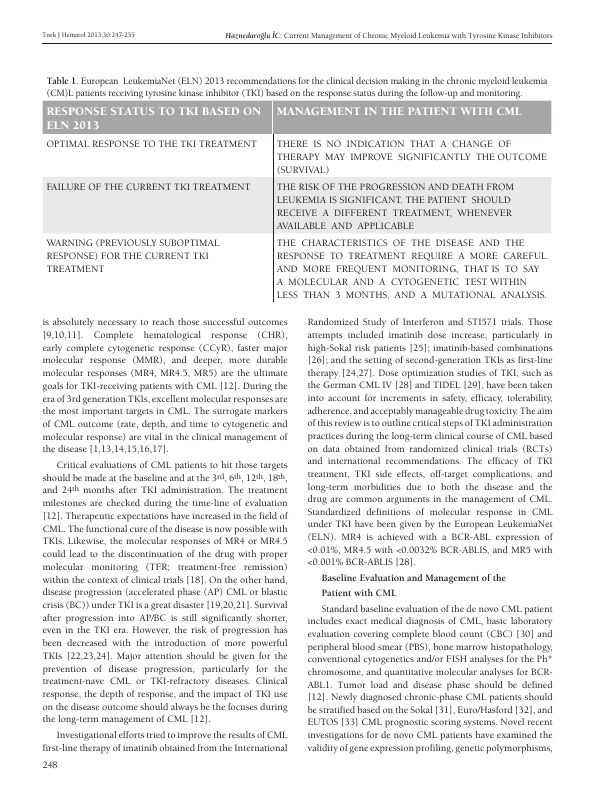 Turk J Hematol 2013;30:247-255
Haznedaroğlu İC: Current Management of Chronic Myeloid Leukemia with Tyrosine Kinase Inhibitors
Table 1. European LeukemiaNet (ELN) 2013 recommendations for the clinical decision making in the chronic myeloid leukemia
(CM)L patients receiving tyrosine kinase inhibitor (TKI) based on the response status during the follow-up and monitoring.
RESPONSE STATUS TO TKI BASED ON
ELN 2013
MANAGEMENT IN THE PATIENT WITH CML
OPTIMAL RESPONSE TO THE TKI TREATMENT
THERE IS NO INDICATION THAT A CHANGE OF
THERAPY MAY IMPROVE SIGNIFICANTLY THE OUTCOME
(SURVIVAL)
FAILURE OF THE CURRENT TKI TREATMENT
THE RISK OF THE PROGRESSION AND DEATH FROM
LEUKEMIA IS SIGNIFICANT. THE PATIENT SHOULD
RECEIVE A DIFFERENT TREATMENT, WHENEVER
AVAILABLE AND APPLICABLE
WARNING (PREVIOUSLY SUBOPTIMAL
RESPONSE) FOR THE CURRENT TKI
TREATMENT
THE CHARACTERISTICS OF THE DISEASE AND THE
RESPONSE TO TREATMENT REQUIRE A MORE CAREFUL
AND MORE FREQUENT MONITORING, THAT IS TO SAY
A MOLECULAR AND A CYTOGENETIC TEST WITHIN
LESS THAN 3 MONTHS, AND A MUTATIONAL ANALYSIS.
is absolutely necessary to reach those successful outcomes
[9,10,11]. Complete hematological response (CHR),
early complete cytogenetic response (CCyR), faster major
molecular response (MMR), and deeper, more durable
molecular responses (MR4, MR4.5, MR5) are the ultimate
goals for TKI-receiving patients with CML [12]. During the
era of 3rd generation TKIs, excellent molecular responses are
the most important targets in CML. The surrogate markers
of CML outcome (rate, depth, and time to cytogenetic and
molecular response) are vital in the clinical management of
the disease [1,13,14,15,16,17].
Critical evaluations of CML patients to hit those targets
should be made at the baseline and at the 3rd, 6th, 12th, 18th,
and 24th months after TKI administration. The treatment
milestones are checked during the time-line of evaluation
[12]. Therapeutic expectations have increased in the field of
CML. The functional cure of the disease is now possible with
TKIs. Likewise, the molecular responses of MR4 or MR4.5
could lead to the discontinuation of the drug with proper
molecular monitoring (TFR; treatment-free remission)
within the context of clinical trials [18]. On the other hand,
disease progression (accelerated phase (AP) CML or blastic
crisis (BC)) under TKI is a great disaster [19,20,21]. Survival
after progression into AP/BC is still significantly shorter,
even in the TKI era. However, the risk of progression has
been decreased with the introduction of more powerful
TKIs [22,23,24]. Major attention should be given for the
prevention of disease progression, particularly for the
treatment-nave CML or TKI-refractory diseases. Clinical
response, the depth of response, and the impact of TKI use
on the disease outcome should always be the focuses during
the long-term management of CML [12].
Investigational efforts tried to improve the results of CML
first-line therapy of imatinib obtained from the International
Randomized Study of Interferon and STI571 trials. Those
attempts included imatinib dose increase, particularly in
high-Sokal risk patients [25]; imatinib-based combinations
[26]; and the setting of second-generation TKIs as first-line
therapy [24,27]. Dose optimization studies of TKI, such as
the German CML IV [28] and TIDEL [29], have been taken
into account for increments in safety, efficacy, tolerability,
adherence, and acceptably manageable drug toxicity. The aim
of this review is to outline critical steps of TKI administration
practices during the long-term clinical course of CML based
on data obtained from randomized clinical trials (RCTs)
and international recommendations. The efficacy of TKI
treatment, TKI side effects, off-target complications, and
long-term morbidities due to both the disease and the
drug are common arguments in the management of CML.
Standardized definitions of molecular response in CML
under TKI have been given by the European LeukemiaNet
(ELN). MR4 is achieved with a BCR-ABL expression of
<0.01%, MR4.5 with <0.0032% BCR-ABLIS, and MR5 with
<0.001% BCR-ABLIS [28].
Baseline Evaluation and Management of the
Patient with CML
Standard baseline evaluation of the de novo CML patient
includes exact medical diagnosis of CML, basic laboratory
evaluation covering complete blood count (CBC) [30] and
peripheral blood smear (PBS), bone marrow histopathology,
conventional cytogenetics and/or FISH analyses for the Ph*
chromosome, and quantitative molecular analyses for BCR-
ABL1. Tumor load and disease phase should be defined
[12]. Newly diagnosed chronic-phase CML patients should
be stratified based on the Sokal [31], Euro/Hasford [32], and
EUTOS [33] CML prognostic scoring systems. Novel recent
investigations for de novo CML patients have examined the
validity of gene expression profiling, genetic polymorphisms,
248